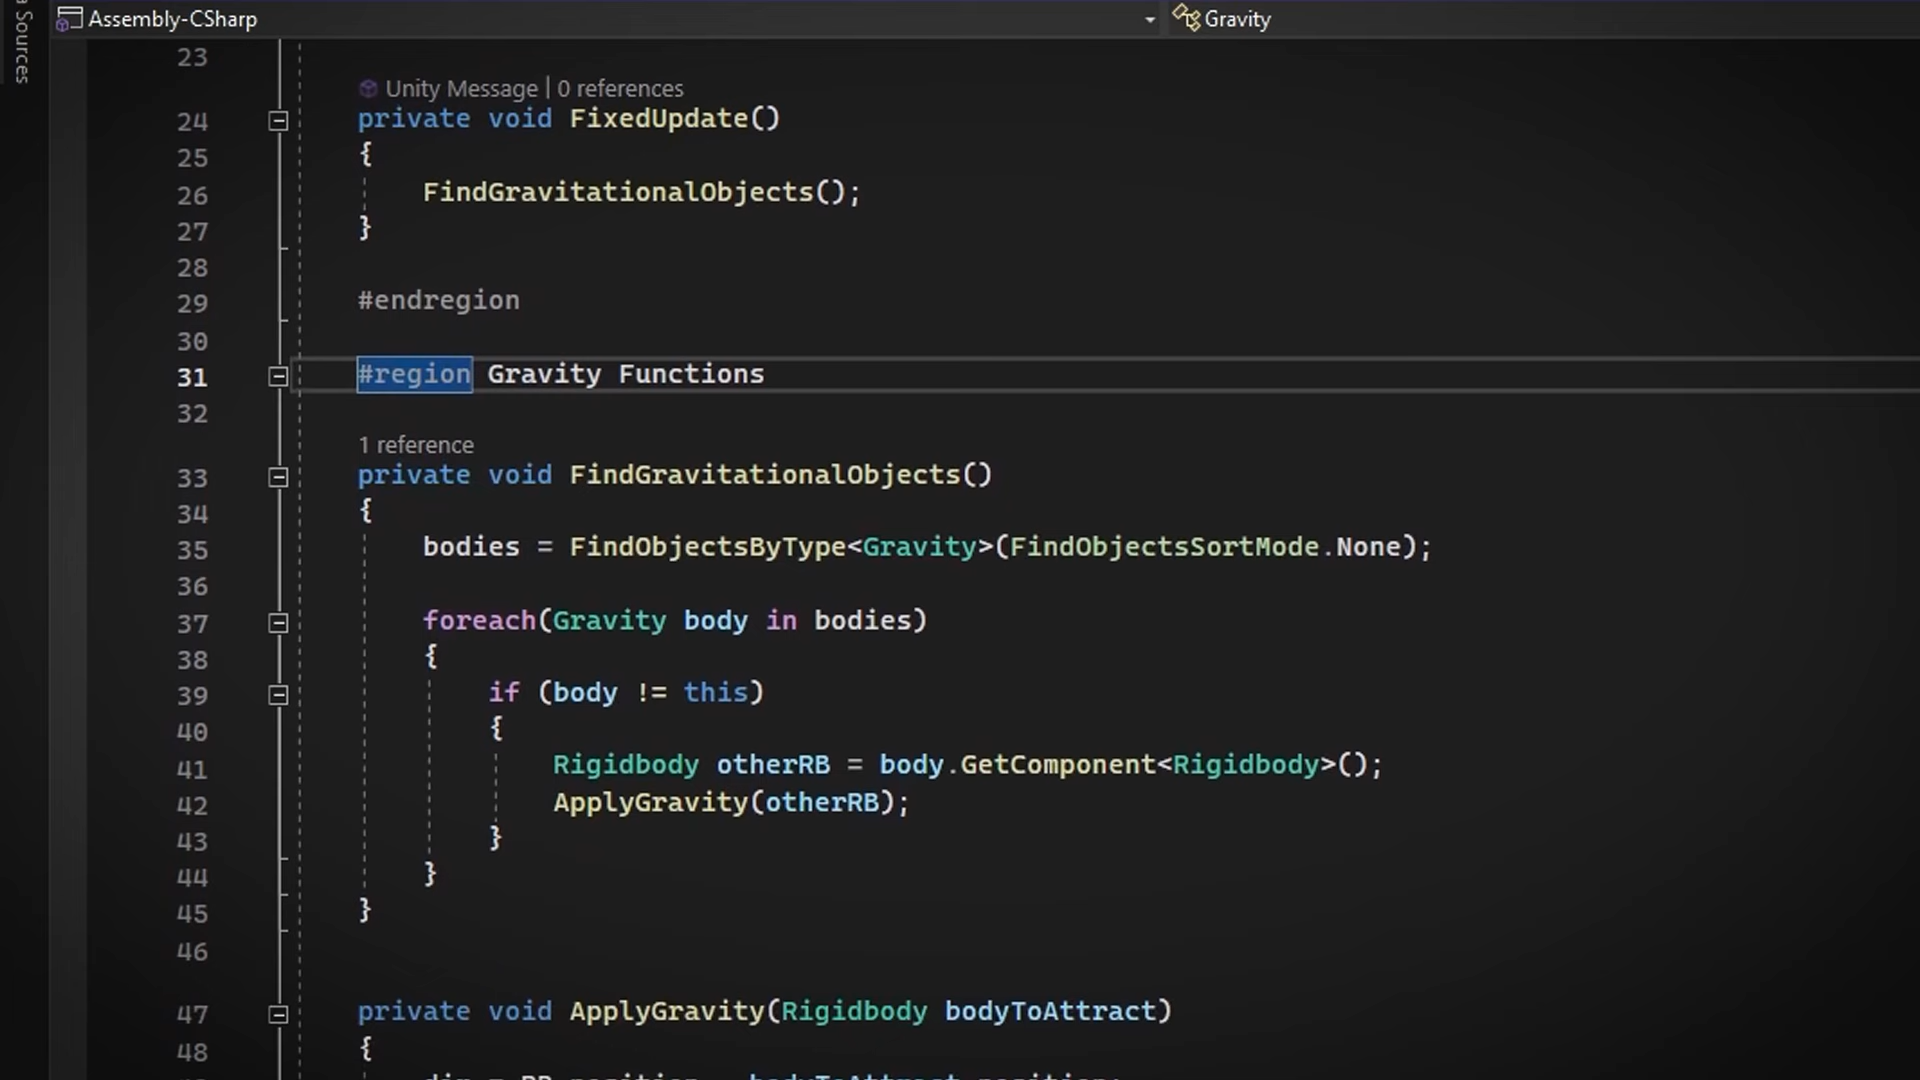 Sources
Assembly-CSharp
Gravity
23
Unity Message | 0 references
24 private void FixedUpdate()
25 {
26 FindGravitationalObjects();
27 }
28
29 #endregion
30
31 #region Gravity Functions
32
1 reference
33 private void FindGravitationalObjects()
34 {
35 bodies = FindObjectsByType<Gravity>(FindObjectsSortMode.None);
36
37 foreach(Gravity body in bodies)
38 {
39 if (body != this)
40 {
41 Rigidbody otherRB = body.GetComponent<Rigidbody>();
42 ApplyGravity(otherRB);
43 }
44 }
45 }
46
47 private void ApplyGravity(Rigidbody bodyToAttract)
48 {